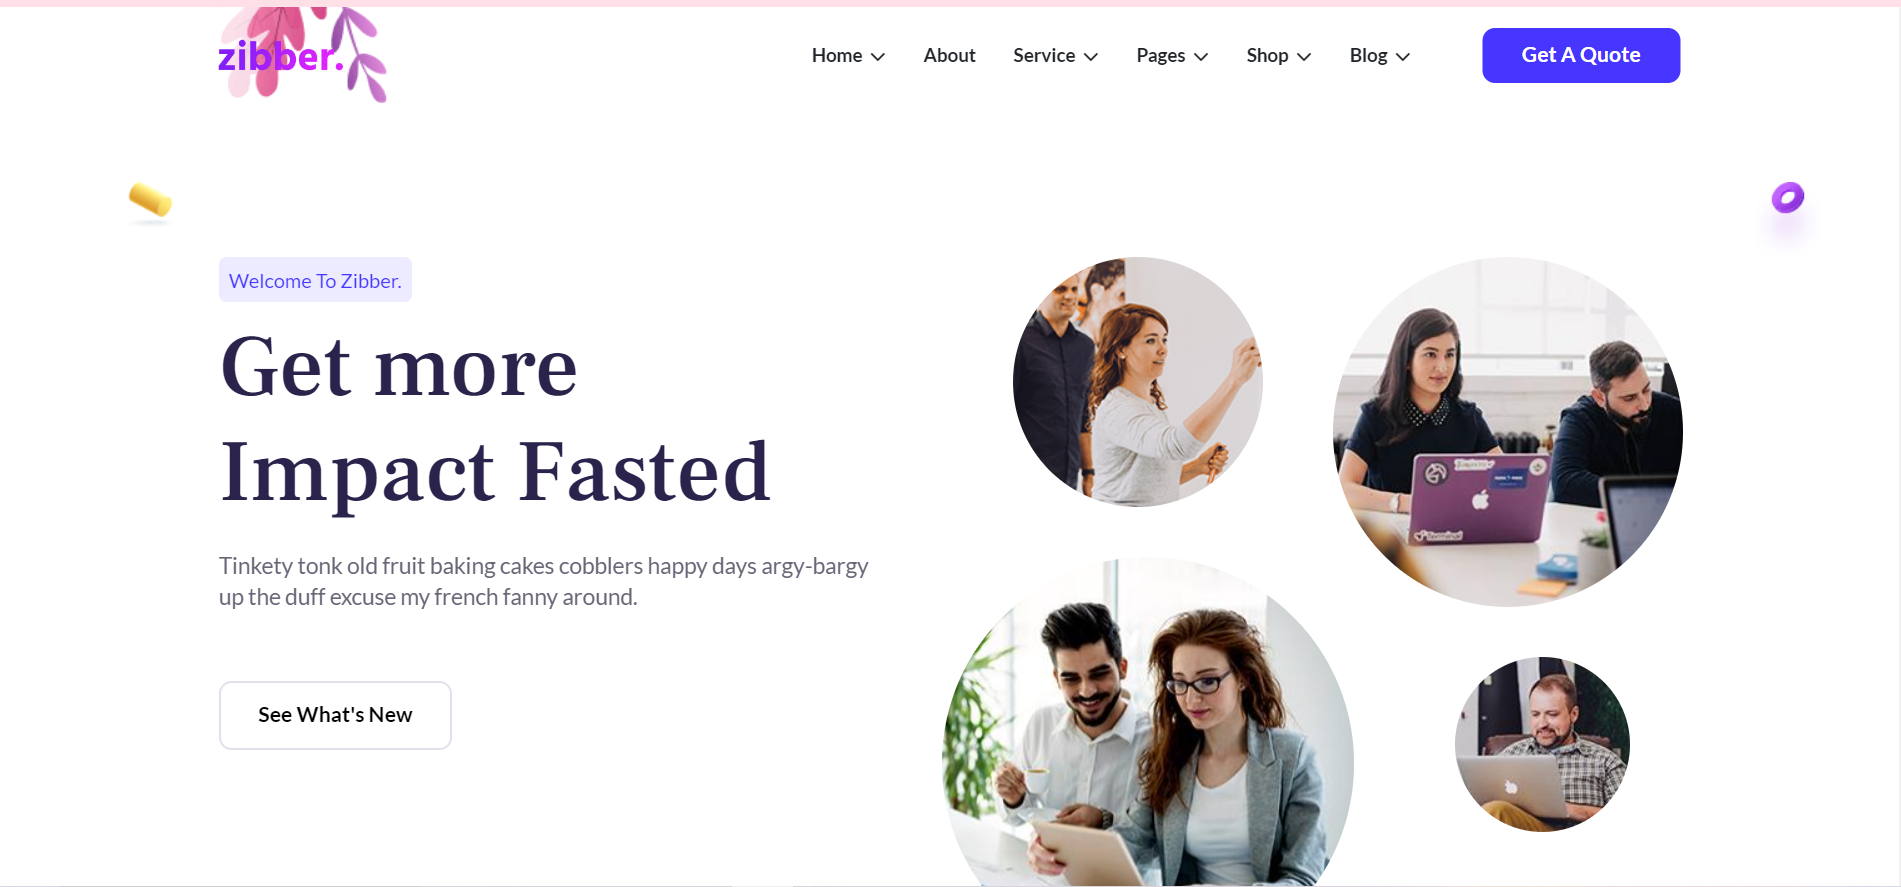 zibber.
Home About Service Pages Shop Blog Get A Quote
Welcome To Zibber.
Get more
Impact Fasted
Tinkety tonk old fruit baking cakes cobblers happy days argy-bargy
up the duff excuse my french fanny around.
See What's New
Terminal